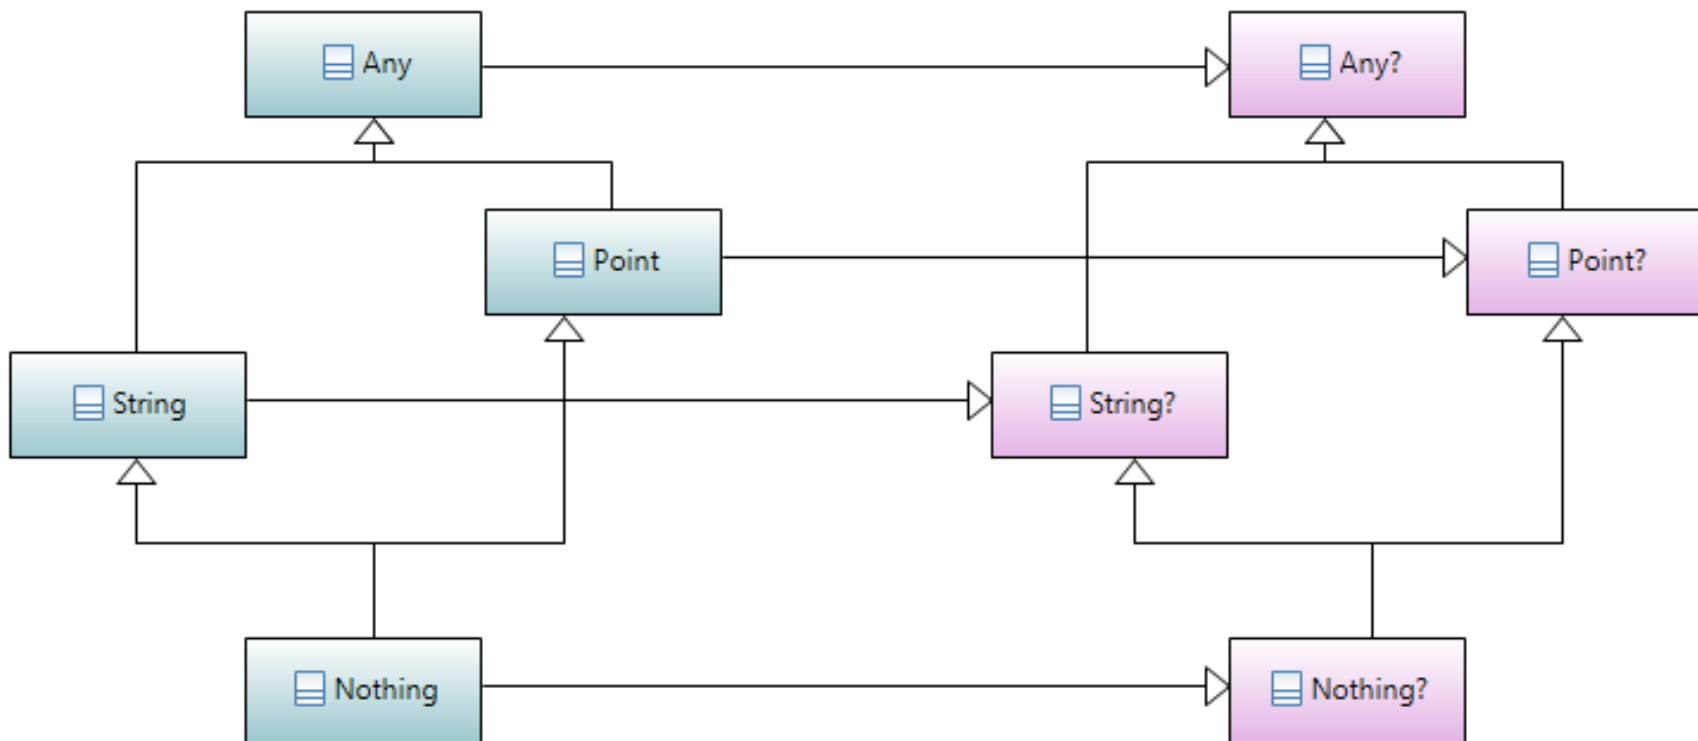 Any
Any?
Point
Point?
String
String?
Nothing
Nothing?